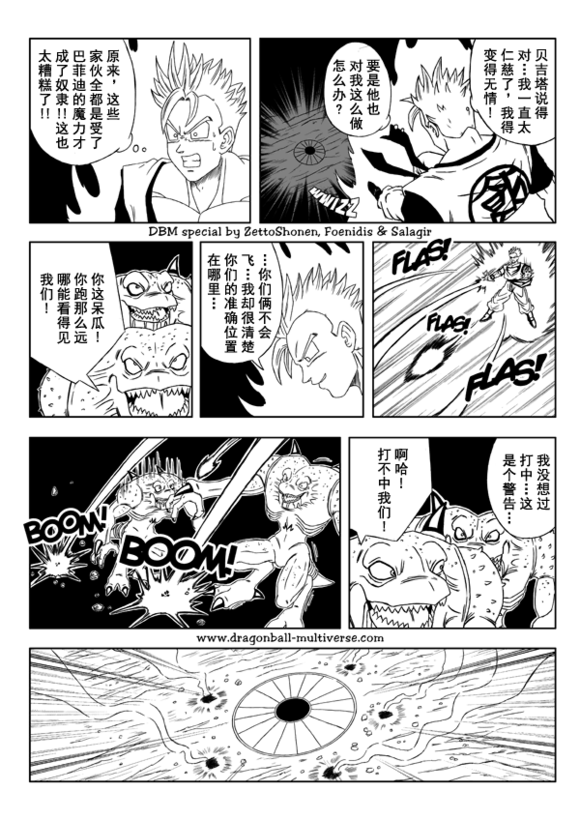 贝吉塔说得
对…我一直太
仁慈了，我得
变得无情！
要是他也
对我这么做
怎么办？
WWIZZ
原来，这些
家伙全都是受了
巴菲迪的魔力才
成了奴隶!!这也
太糟糕了!!
DBM special by ZettoShonen, Foenidis & Salagir
FLAS!
FLAS!
FLAS!
…你们俩不会
飞…我却很清楚
你们的准确位置
在哪里…
你这呆瓜！
你跑那么远
哪能看得见
我们！
我没想过
打中…这
是个警告…
啊哈！
打不中我们！
BOOM!
BOOM!
www.dragonball-multiverse.com